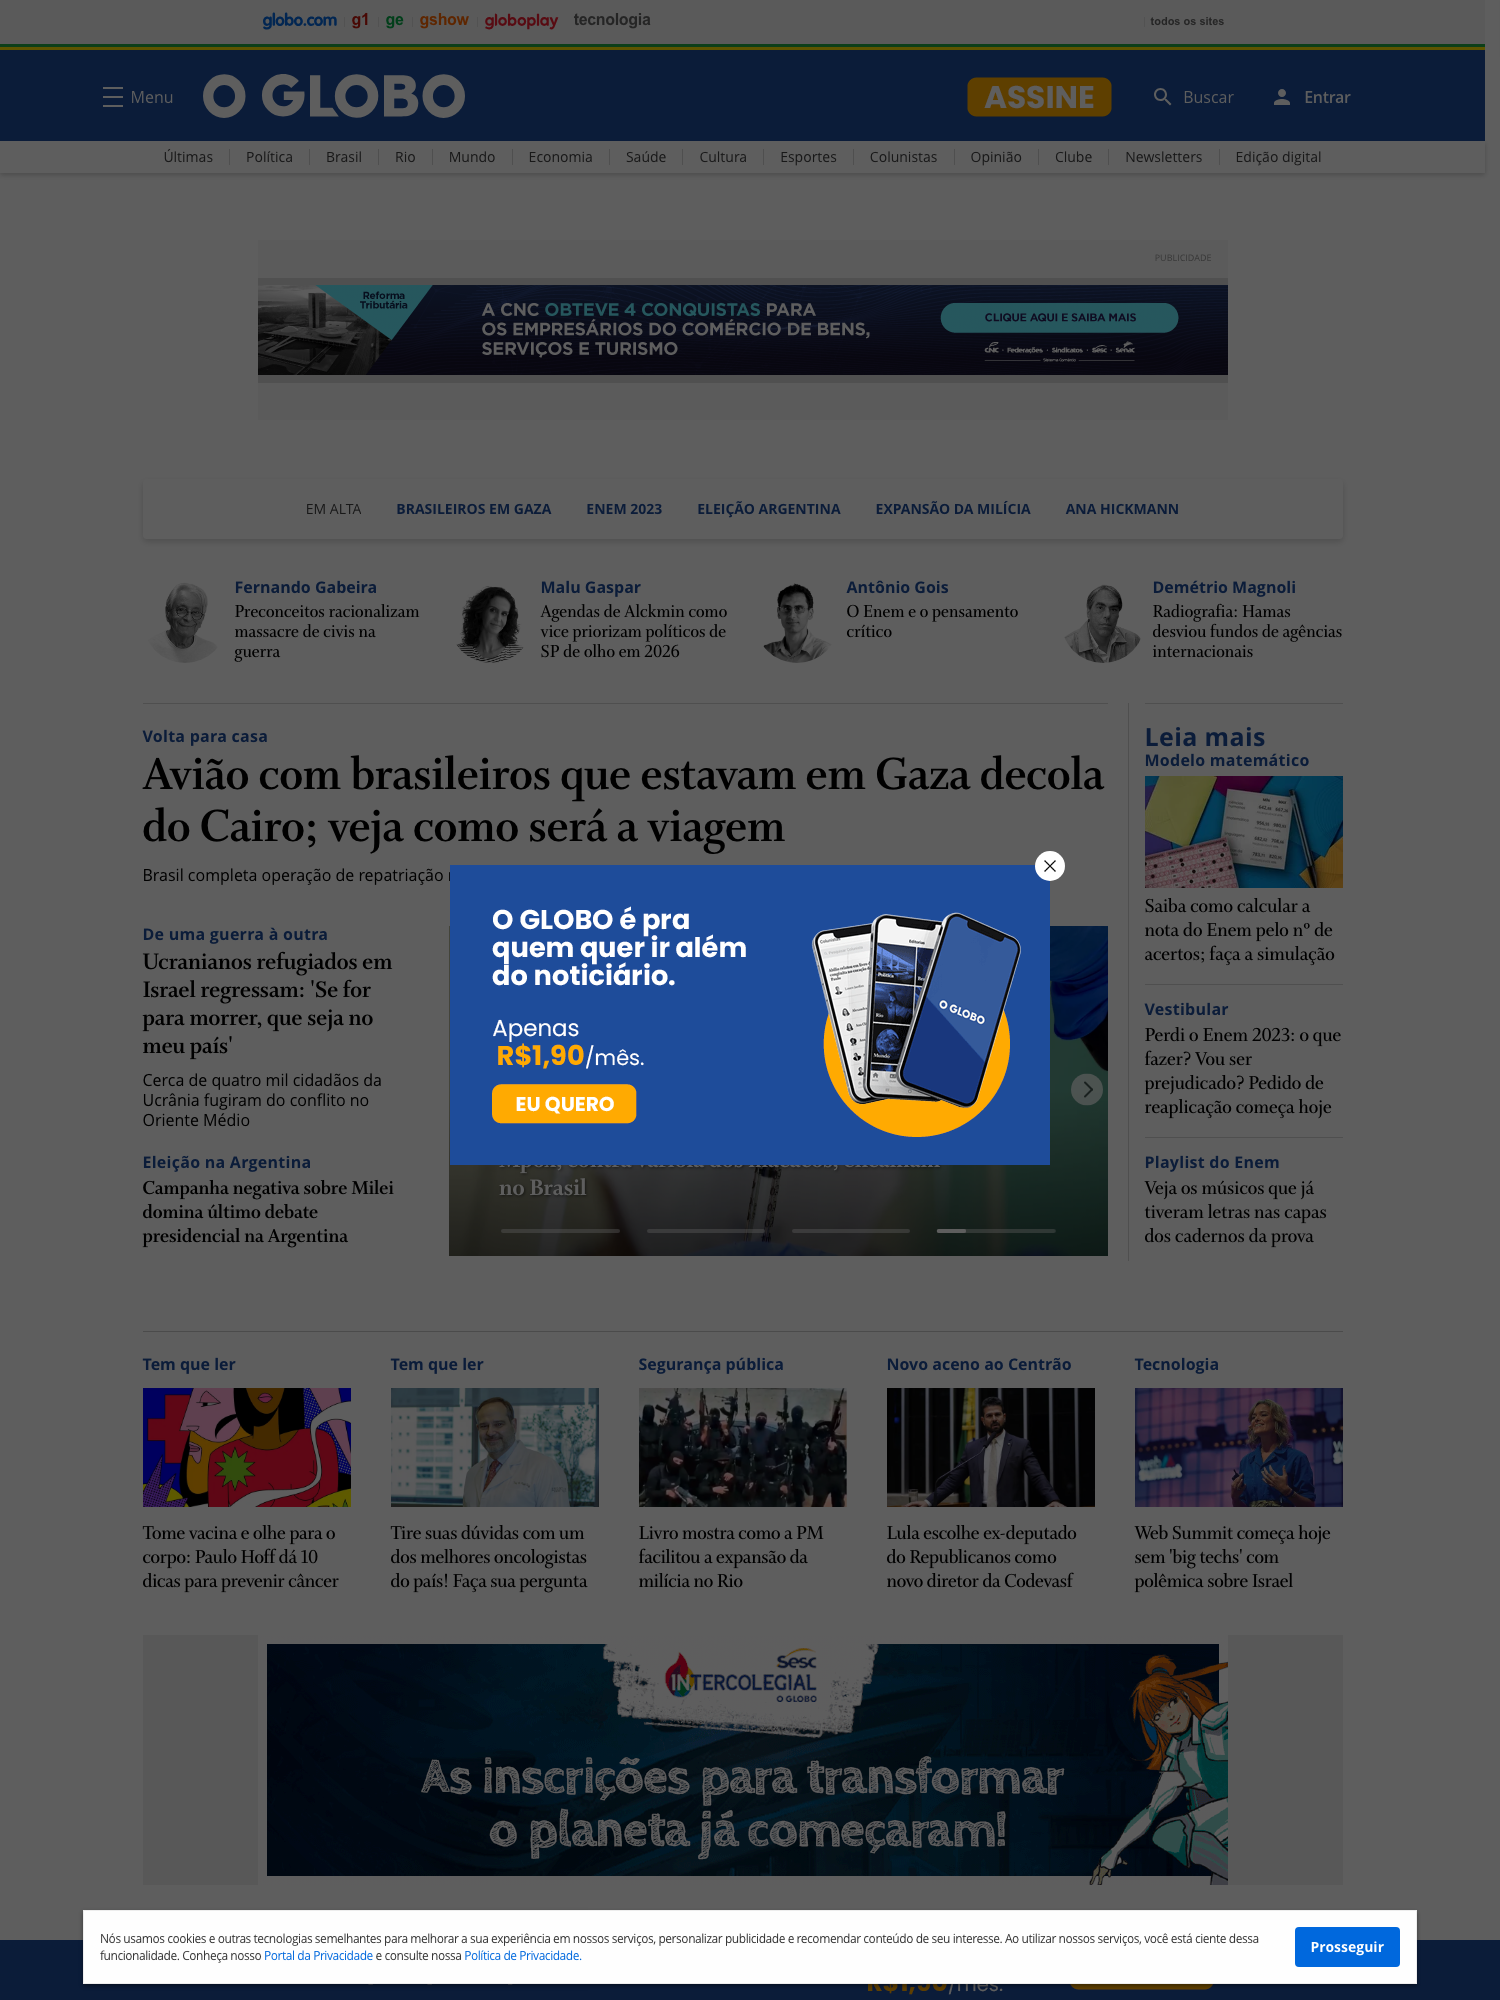 globo.com g1 ge gshow globoplay tecnologia todos os sites
Menu O GLOBO ASSINE Buscar Entrar
Últimas Política Brasil Rio Mundo Economia Saúde Cultura Esportes Colunistas Opinião Clube Newsletters Edição digital
PUBLICIDADE
Reforma
Tributária
A CNC OBTEVE 4 CONQUISTAS PARA
OS EMPRESÁRIOS DO COMÉRCIO DE BENS,
SERVIÇOS E TURISMO
CLIQUE AQUI E SAIBA MAIS
CNC · Federações · Sindicatos · Sesc · Senac
EM ALTA BRASILEIROS EM GAZA ENEM 2023 ELEIÇÃO ARGENTINA EXPANSÃO DA MILÍCIA ANA HICKMANN
Fernando Gabeira
Preconceitos racionalizam
massacre de civis na
guerra
Malu Gaspar
Agendas de Alckmin como
vice priorizam políticos de
SP de olho em 2026
Antônio Gois
O Enem e o pensamento
crítico
Demétrio Magnoli
Radiografia: Hamas
desviou fundos de agências
internacionais
Volta para casa
Avião com brasileiros que estavam em Gaza decola
do Cairo; veja como será a viagem
Brasil completa operação de repatriação
De uma guerra à outra
Ucranianos refugiados em
Israel regressam: 'Se for
para morrer, que seja no
meu país'
Cerca de quatro mil cidadãos da
Ucrânia fugiram do conflito no
Oriente Médio
Eleição na Argentina
Campanha negativa sobre Milei
domina último debate
presidencial na Argentina
O GLOBO é pra
quem quer ir além
do noticiário.
Apenas
R$1,90/mês.
EU QUERO
Editorias
Política
Rio
Mundo
O GLOBO
no Brasil
Leia mais
Modelo matemático
Saiba como calcular a
nota do Enem pelo nº de
acertos; faça a simulação
Vestibular
Perdi o Enem 2023: o que
fazer? Vou ser
prejudicado? Pedido de
reaplicação começa hoje
Playlist do Enem
Veja os músicos que já
tiveram letras nas capas
dos cadernos da prova
Tem que ler
Tome vacina e olhe para o
corpo: Paulo Hoff dá 10
dicas para prevenir câncer
Tem que ler
Tire suas dúvidas com um
dos melhores oncologistas
do país! Faça sua pergunta
Segurança pública
Livro mostra como a PM
facilitou a expansão da
milícia no Rio
Novo aceno ao Centrão
Lula escolhe ex-deputado
do Republicanos como
novo diretor da Codevasf
Tecnologia
Web Summit começa hoje
sem 'big techs' com
polêmica sobre Israel
Sesc
INTERCOLEGIAL
O GLOBO
As inscrições para transformar
o planeta já começaram!
Nós usamos cookies e outras tecnologias semelhantes para melhorar a sua experiência em nossos serviços, personalizar publicidade e recomendar conteúdo de seu interesse. Ao utilizar nossos serviços, você está ciente dessa
funcionalidade. Conheça nosso Portal da Privacidade e consulte nossa Política de Privacidade.
Prosseguir
R$1,90/mês.